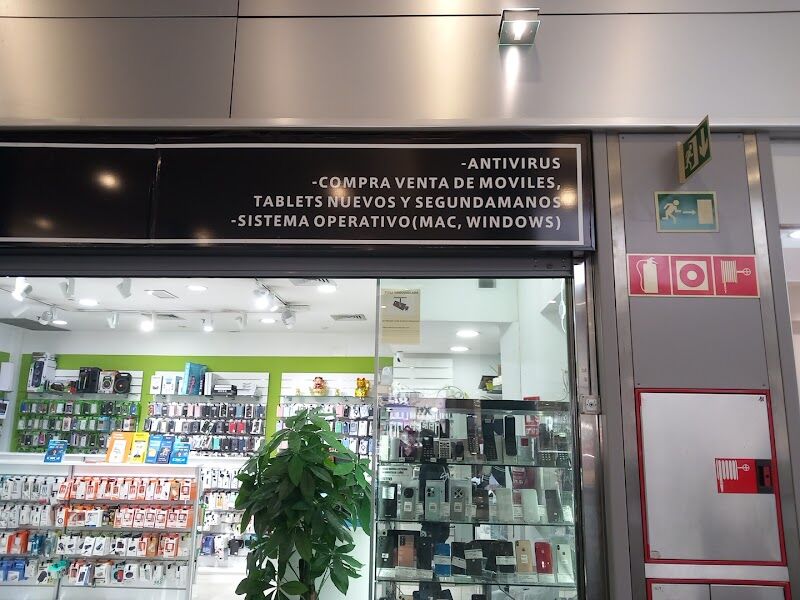 -ANTIVIRUS
-COMPRA VENTA DE MOVILES,
TABLETS NUEVOS Y SEGUNDAMANOS
-SISTEMA OPERATIVO(MAC, WINDOWS)